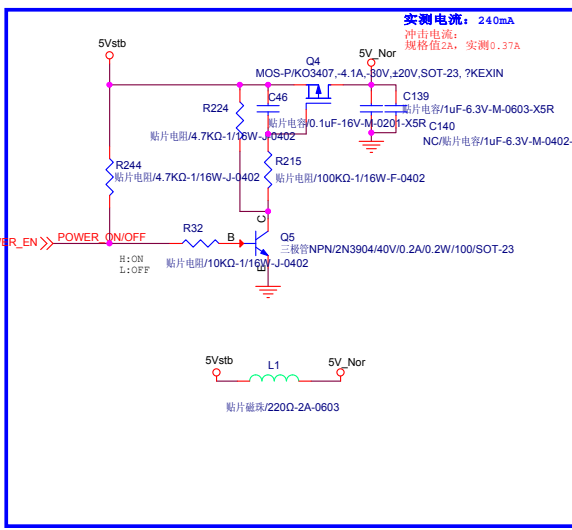 实测电流: 240mA
冲击电流:
规格值2A, 实测0.37A
5Vstb
Q4
5V_Nor
MOS-P/KO3407,-4.1A,-30V,±20V,SOT-23, ?KEXIN
C46
C139
R224
贴片电容/0.1uF-16V-M-0201-X5R
贴片电容/1uF-6.3V-M-0603-X5R
C140
贴片电阻/4.7KΩ-1/16W-J-0402
NC/贴片电容/1uF-6.3V-M-0402-
R244
贴片电阻/4.7KΩ-1/16W-J-0402
R215
贴片电阻/100KΩ-1/16W-F-0402
C
R32
Q5
POWER_ON/OFF
B
R_EN
三极管NPN/2N3904/40V/0.2A/0.2W/100/SOT-23
H:ON
L:OFF
贴片电阻/10KΩ-1/16W-J-0402
E
5Vstb
L1
5V_Nor
贴片磁珠/220Ω-2A-0603